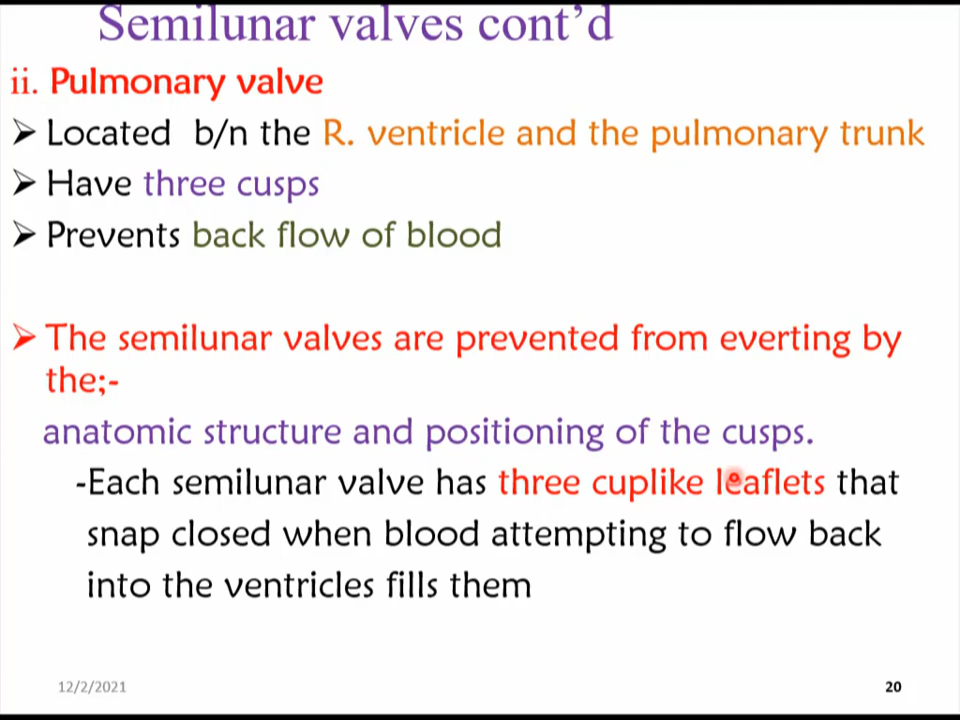 Semilunar valves cont’d
ii. Pulmonary valve
➢ Located b/n the R. ventricle and the pulmonary trunk
➢ Have three cusps
➢ Prevents back flow of blood
➢ The semilunar valves are prevented from everting by
the;-
anatomic structure and positioning of the cusps.
-Each semilunar valve has three cuplike leaflets that
snap closed when blood attempting to flow back
into the ventricles fills them
12/2/2021
20